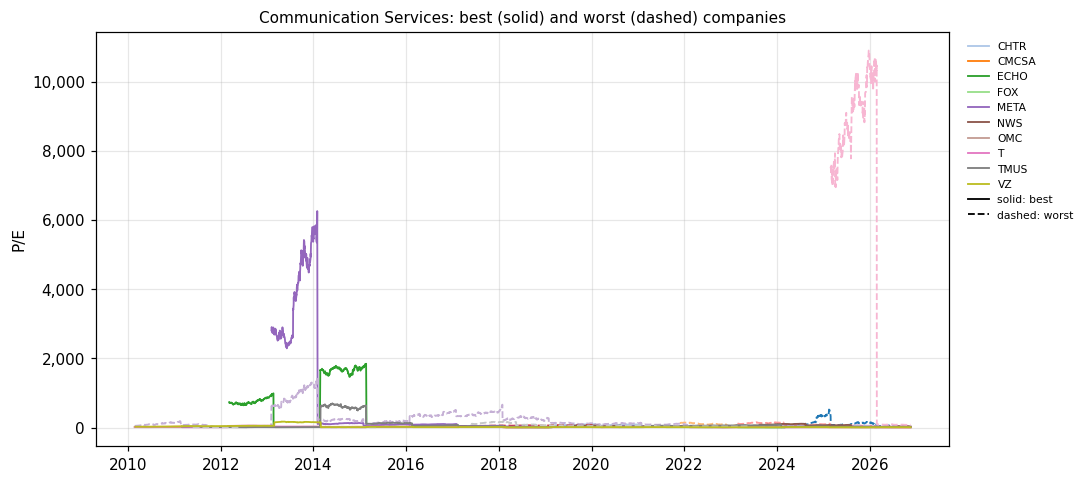 Communication Services: best (solid) and worst (dashed) companies
P/E
10,000
8,000
6,000
4,000
2,000
0
2010 2012 2014 2016 2018 2020 2022 2024 2026
CHTR
CMCSA
ECHO
FOX
META
NWS
OMC
T
TMUS
VZ
solid: best
dashed: worst